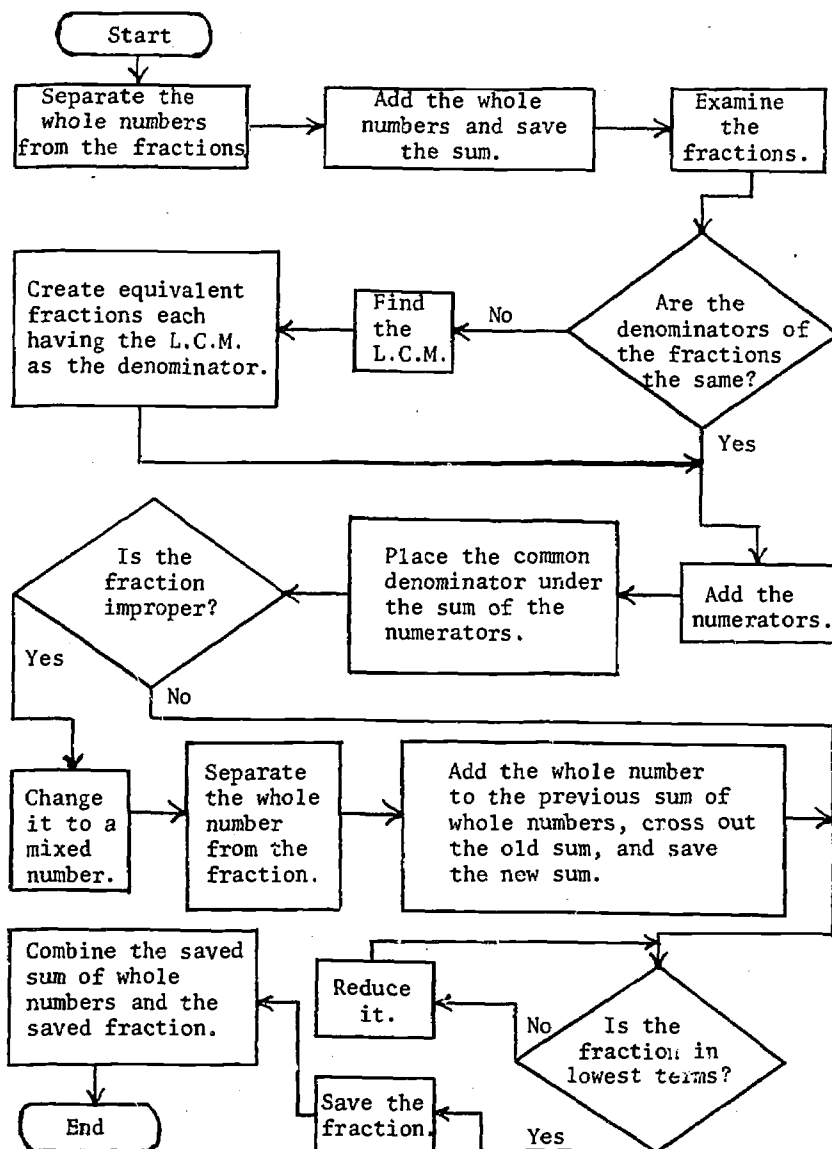 Start
Separate the
whole numbers
from the fractions
Add the whole
numbers and save
the sum.
Examine
the
fractions.
Are the
denominators of
the fractions
the same?
No
Find
the
L.C.M.
Create equivalent
fractions each
having the L.C.M.
as the denominator.
Yes
Add the
numerators.
Place the common
denominator under
the sum of the
numerators.
Is the
fraction
improper?
Yes
No
Change
it to a
mixed
number.
Separate
the whole
number
from the
fraction.
Add the whole number
to the previous sum of
whole numbers, cross out
the old sum, and save
the new sum.
Is the
fraction in
lowest terms?
No
Reduce
it.
Yes
Save the
fraction.
Combine the saved
sum of whole
numbers and the
saved fraction.
End